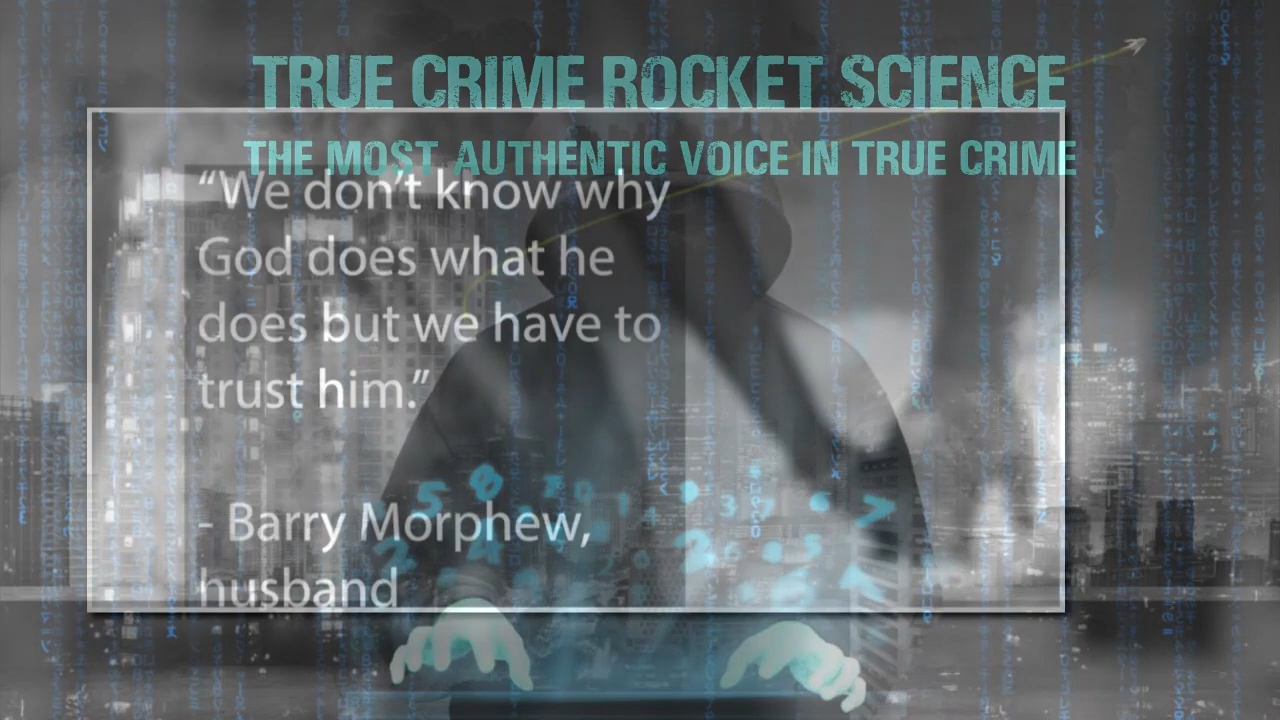 TRUE CRIME ROCKET SCIENCE
THE MOST AUTHENTIC VOICE IN TRUE CRIME
“We don’t know why
God does what he
does but we have to
trust him.”
- Barry Morphew,
husband